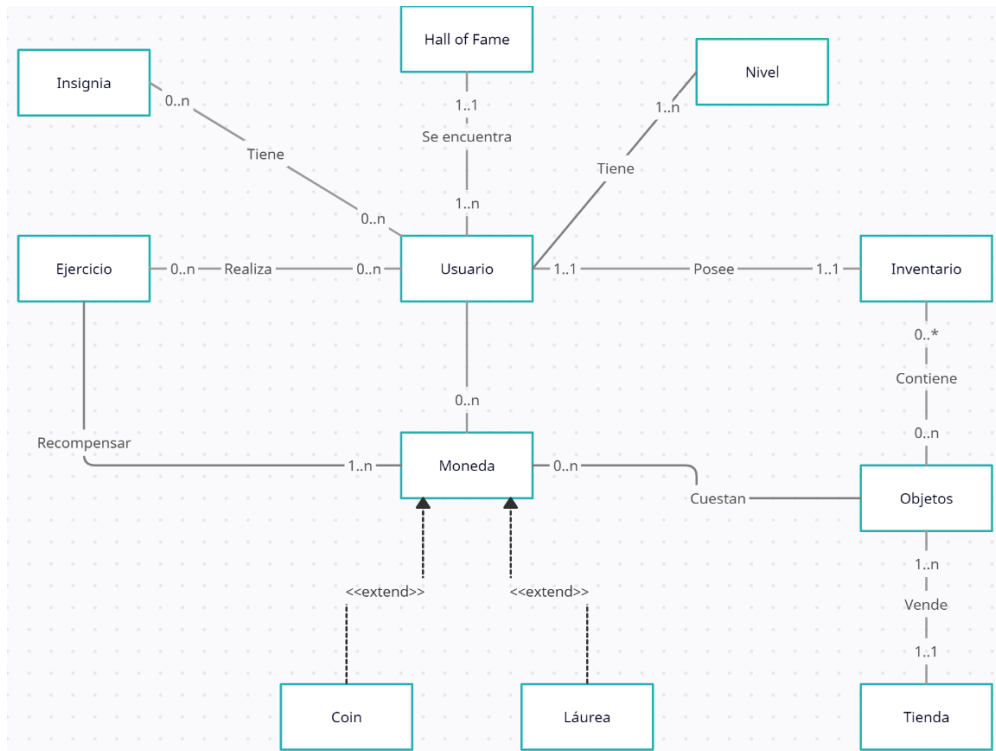 Hall of Fame
Insignia
Nivel
0..n
1..1
1..n
Se encuentra
Tiene
Tiene
0..n
1..n
Ejercicio
0..n
Realiza
0..n
Usuario
1..1
Posee
1..1
Inventario
0..*
Contiene
0..n
0..n
Recompensar
1..n
Moneda
0..n
Cuestan
Objetos
1..n
<<extend>>
<<extend>>
Vende
1..1
Coin
Láurea
Tienda